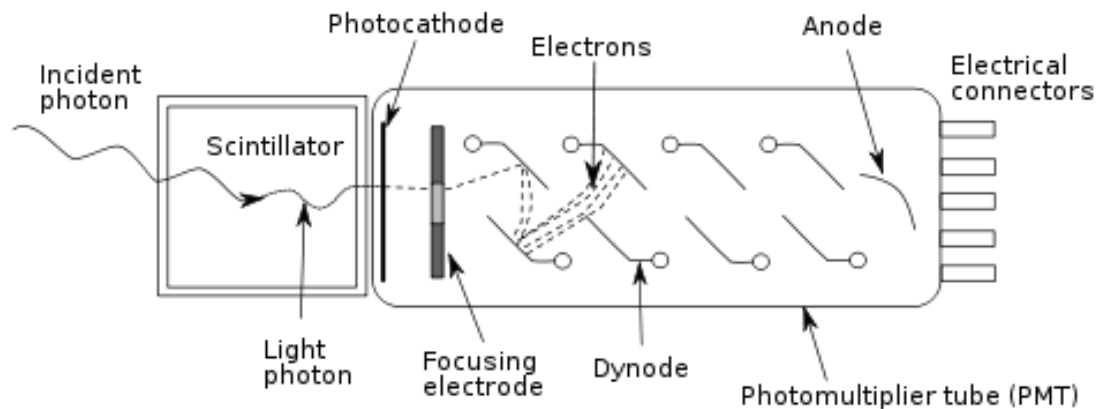 Photocathode
Electrons
Anode
Incident
photon
Electrical
connectors
Scintillator
Light
photon
Focusing
electrode
Dynode
Photomultiplier tube (PMT)